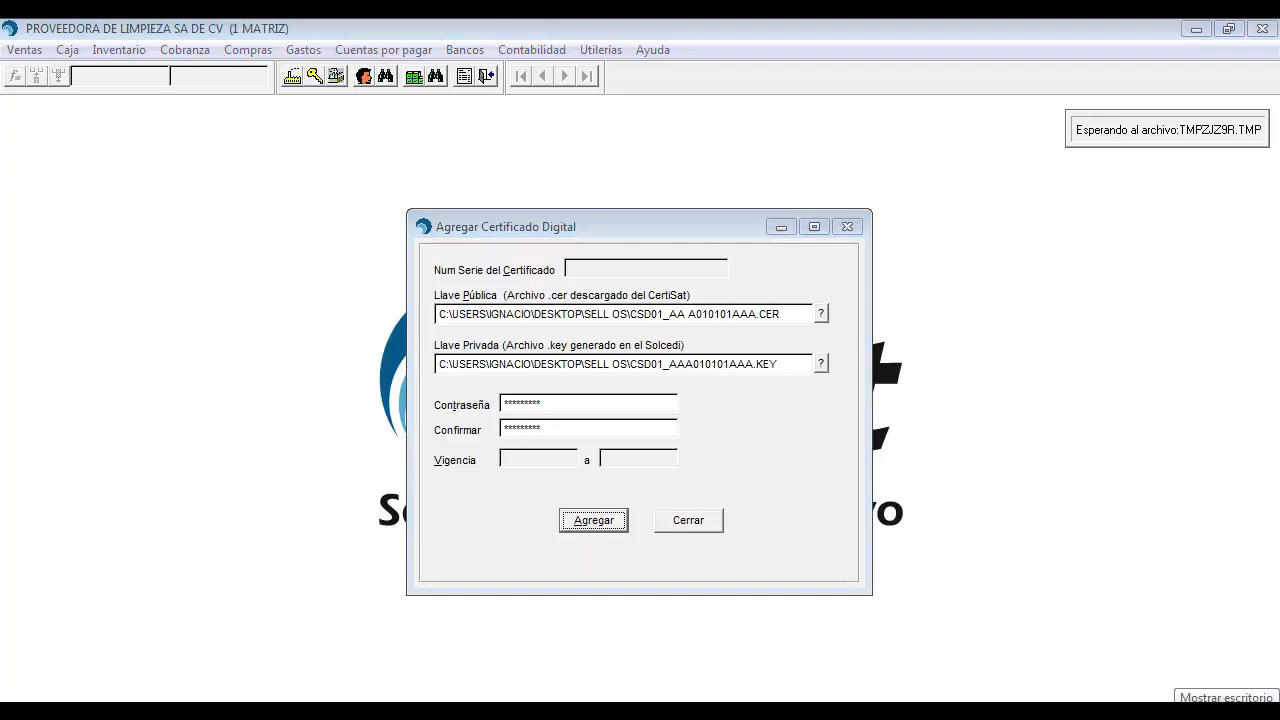 PROVEEDORA DE LIMPIEZA SA DE CV (1 MATRIZ)
Ventas Caja Inventario Cobranza Compras Gastos Cuentas por pagar Bancos Contabilidad Utilerías Ayuda
Esperando al archivo:TMPZJZ9R.TMP
Agregar Certificado Digital
Num Serie del Certificado
Llave Pública (Archivo .cer descargado del CertiSat)
C:\USERS\IGNACIO\DESKTOP\SELL OS\CSD01_AA A010101AAA.CER ?
Llave Privada (Archivo .key generado en el Solcedi)
C:\USERS\IGNACIO\DESKTOP\SELL OS\CSD01_AAA010101AAA.KEY ?
Contraseña *********
Confirmar *********
Vigencia a
Agregar Cerrar
Mostrar escritorio